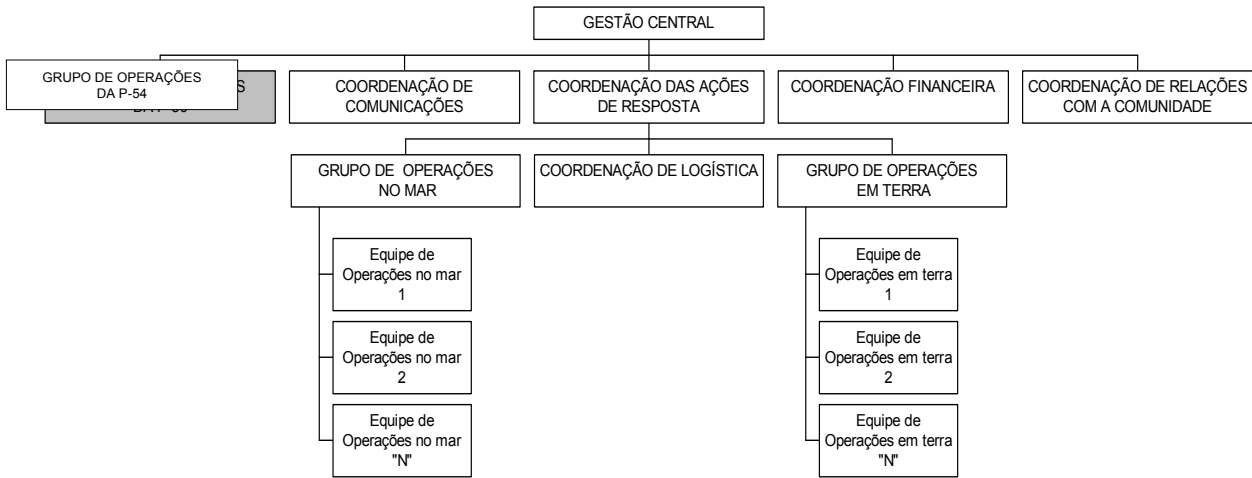 GESTÃO CENTRAL
GRUPO DE OPERAÇÕES
DA P-54
COORDENAÇÃO DE
COMUNICAÇÕES
COORDENAÇÃO DAS AÇÕES
DE RESPOSTA
COORDENAÇÃO FINANCEIRA
COORDENAÇÃO DE RELAÇÕES
COM A COMUNIDADE
GRUPO DE OPERAÇÕES
NO MAR
COORDENAÇÃO DE LOGÍSTICA
GRUPO DE OPERAÇÕES
EM TERRA
Equipe de
Operações no mar
1
Equipe de
Operações no mar
2
Equipe de
Operações no mar
"N"
Equipe de
Operações em terra
1
Equipe de
Operações em terra
2
Equipe de
Operações em terra
"N"